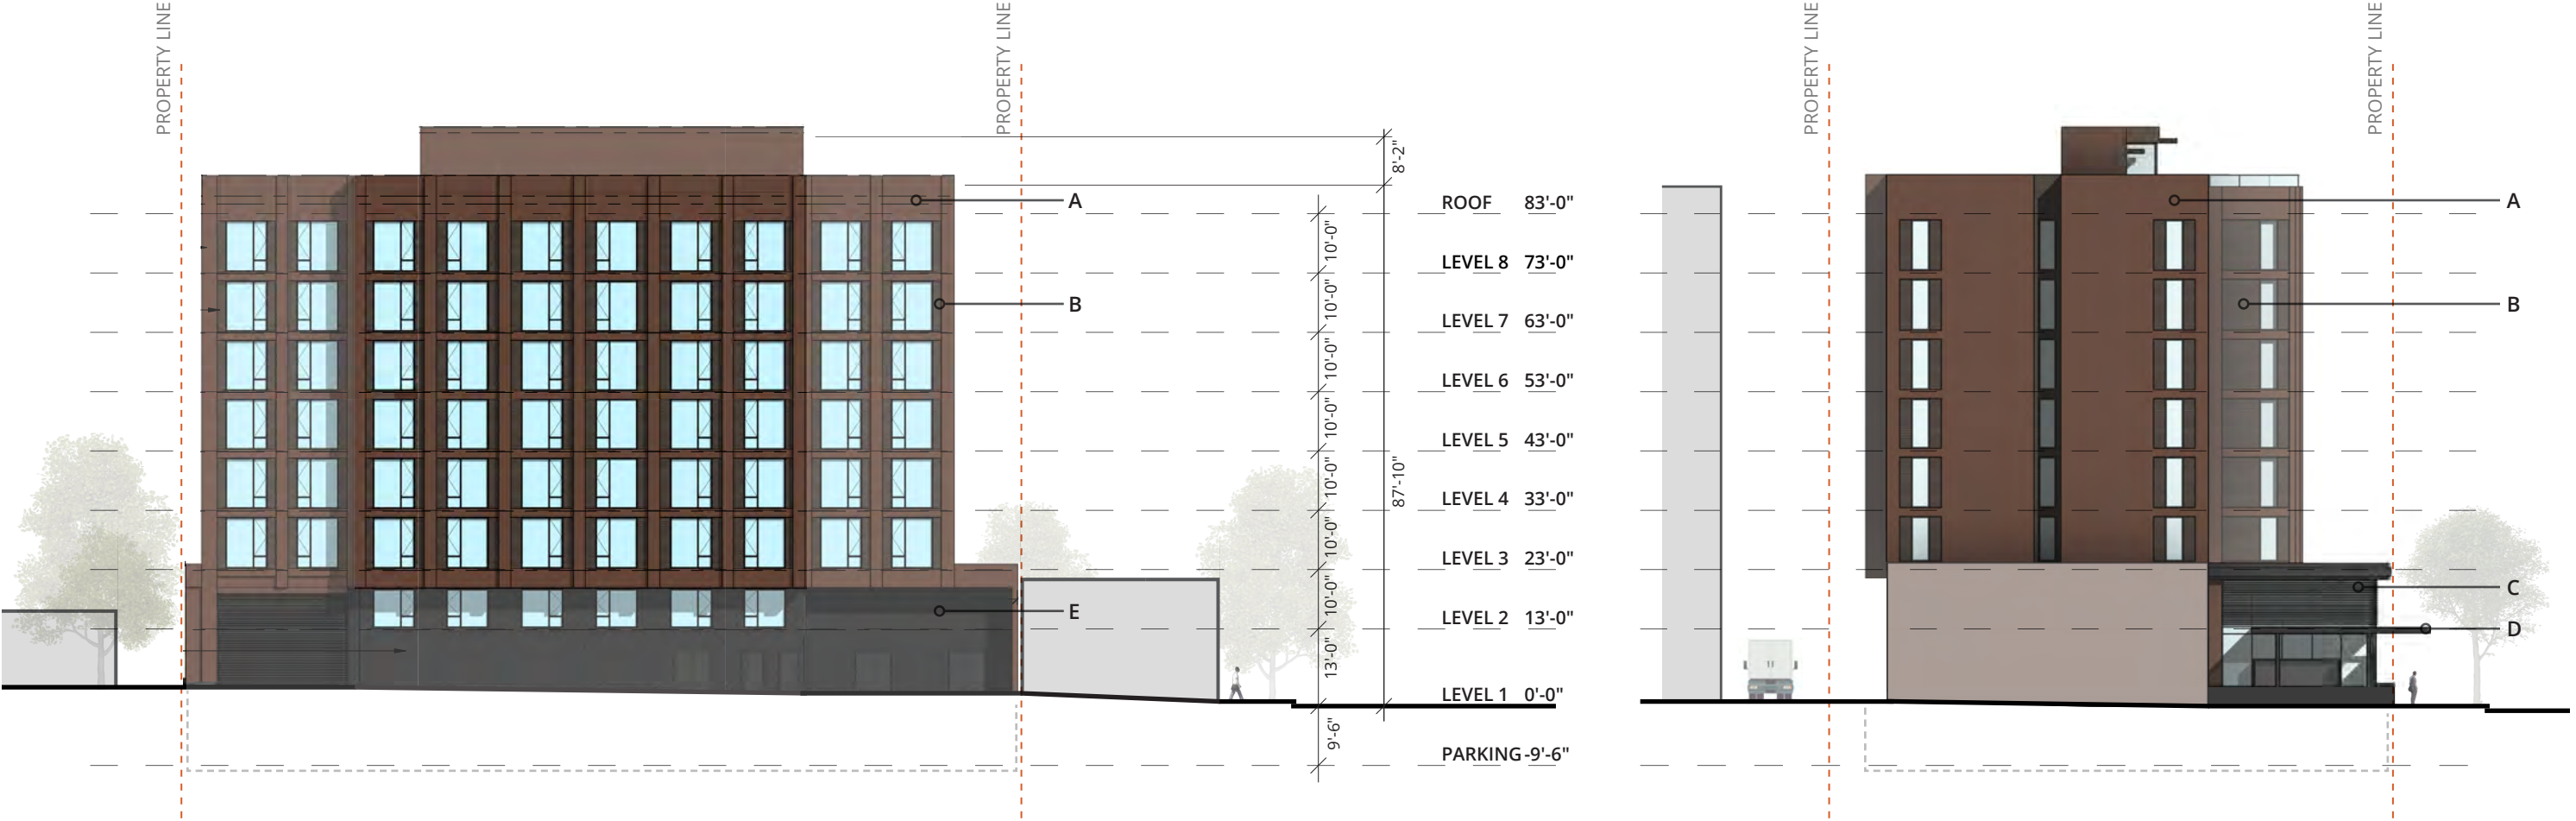 PROPERTY LINE
PROPERTY LINE
PROPERTY LINE
PROPERTY LINE
8'-2"
87'-10"
10'-0"
10'-0"
10'-0"
10'-0"
10'-0"
10'-0"
10'-0"
13'-0"
9'-6"
ROOF 83'-0"
LEVEL 8 73'-0"
LEVEL 7 63'-0"
LEVEL 6 53'-0"
LEVEL 5 43'-0"
LEVEL 4 33'-0"
LEVEL 3 23'-0"
LEVEL 2 13'-0"
LEVEL 1 0'-0"
PARKING -9'-6"
A
B
E
A
B
C
D